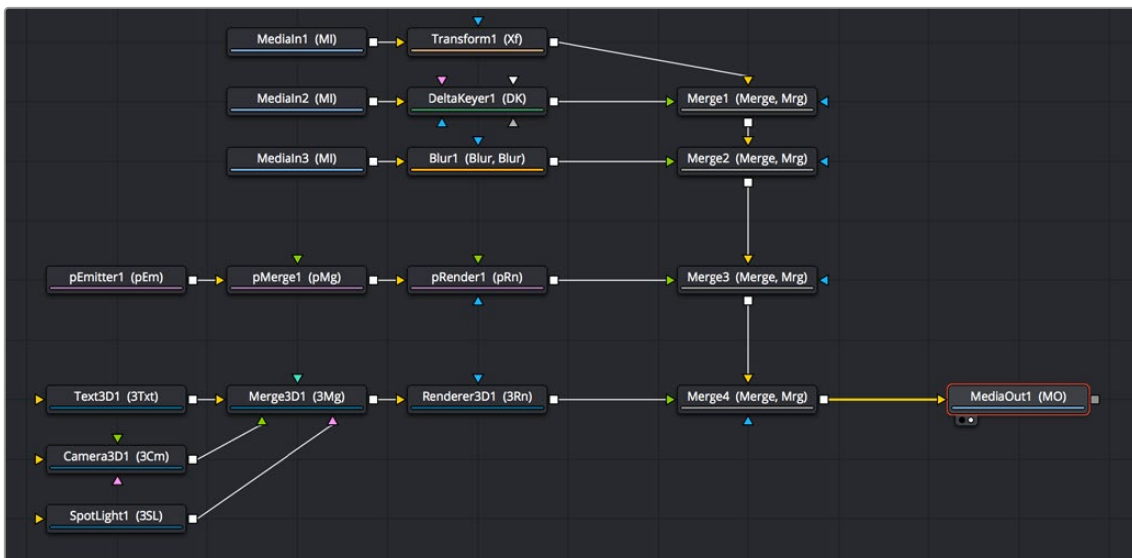 MediaIn1 (MI)
Transform1 (Xf)
MediaIn2 (MI)
DeltaKeyer1 (DK)
Merge1 (Merge, Mrg)
MediaIn3 (MI)
Blur1 (Blur, Blur)
Merge2 (Merge, Mrg)
pEmitter1 (pEm)
pMerge1 (pMg)
pRender1 (pRn)
Merge3 (Merge, Mrg)
Text3D1 (3Txt)
Merge3D1 (3Mg)
Renderer3D1 (3Rn)
Merge4 (Merge, Mrg)
MediaOut1 (MO)
Camera3D1 (3Cm)
SpotLight1 (3SL)